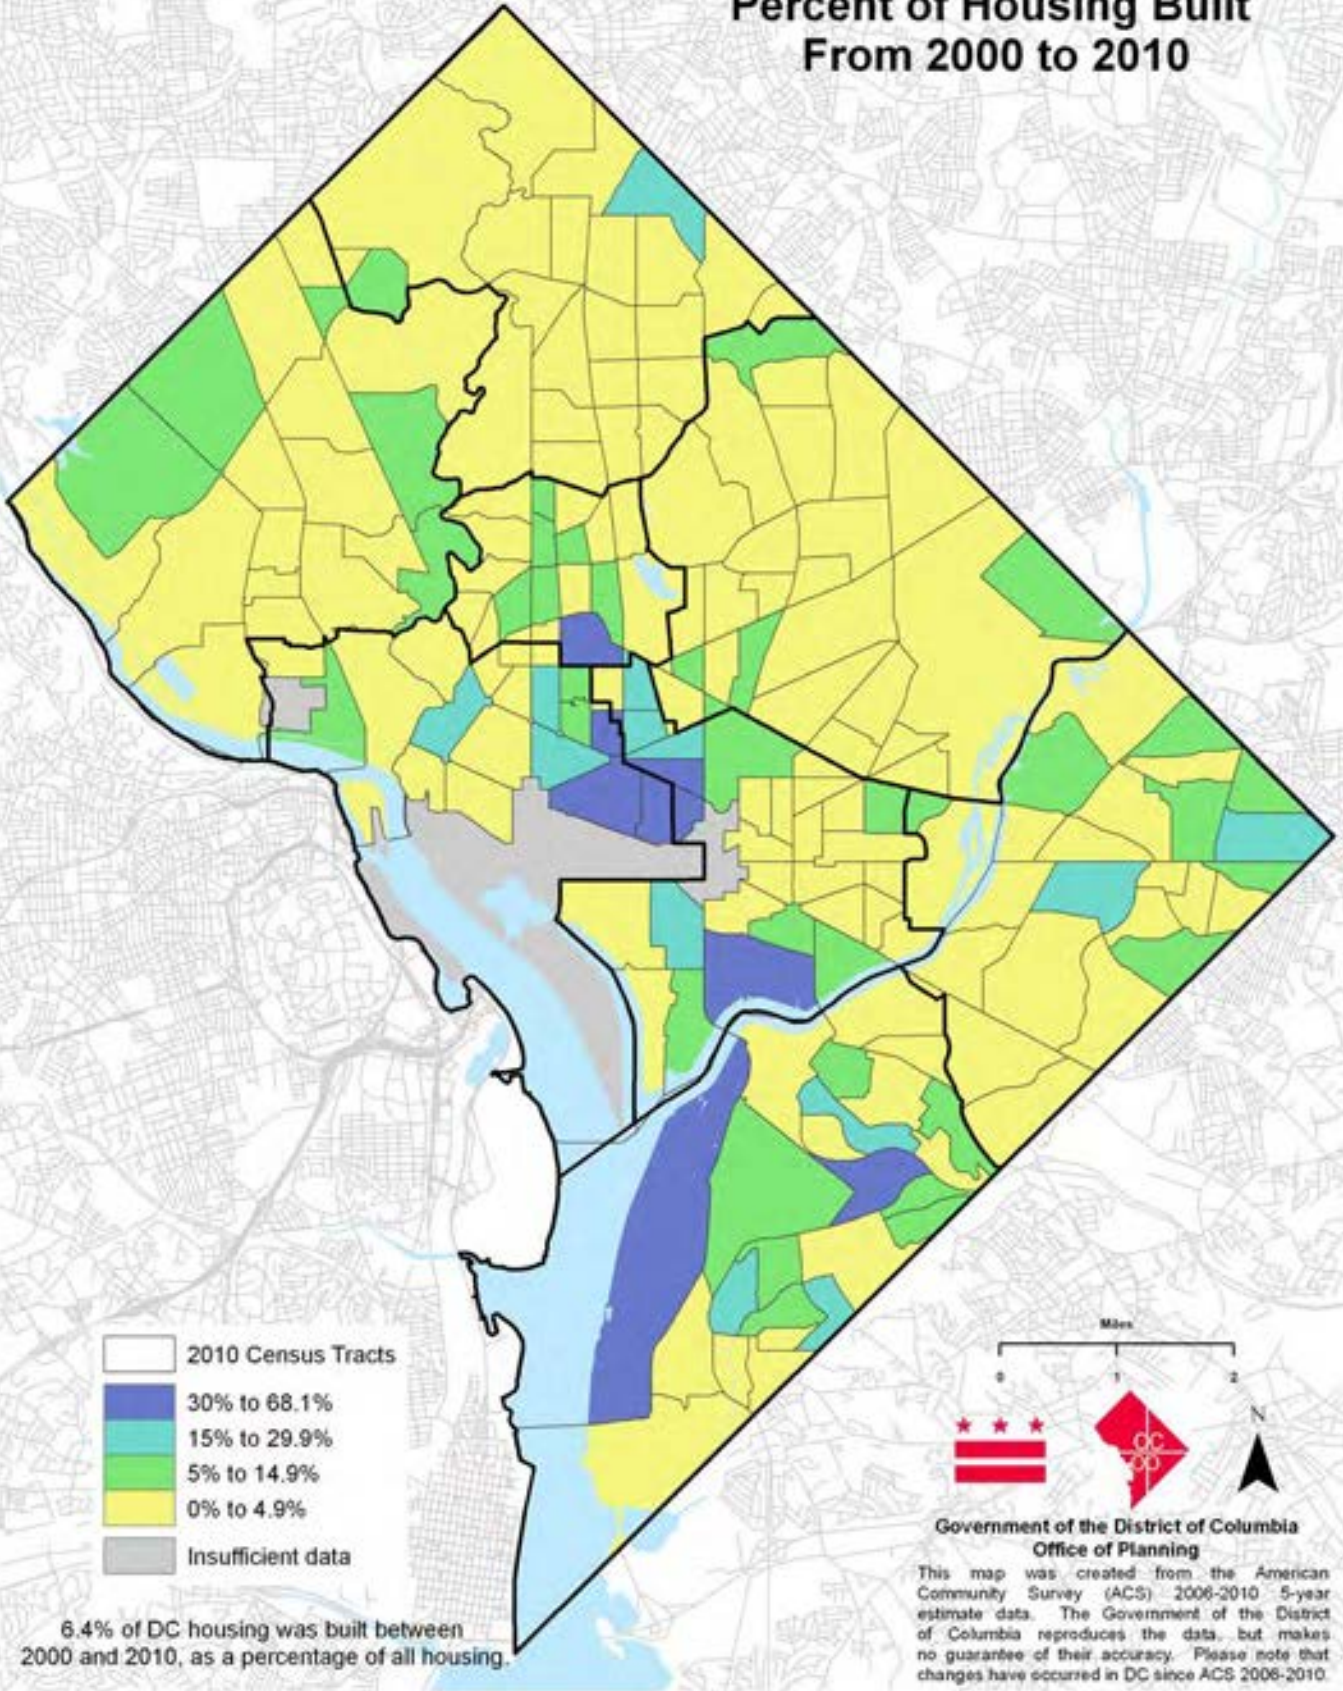 Percent of Housing Built
From 2000 to 2010
2010 Census Tracts
30% to 68.1%
15% to 29.9%
5% to 14.9%
0% to 4.9%
Insufficient data
6.4% of DC housing was built between
2000 and 2010, as a percentage of all housing.
Miles
0 1 2
N
DC
OP
Government of the District of Columbia
Office of Planning
This map was created from the American
Community Survey (ACS) 2006-2010 5-year
estimate data. The Government of the District
of Columbia reproduces the data, but makes
no guarantee of their accuracy. Please note that
changes have occurred in DC since ACS 2006-2010.